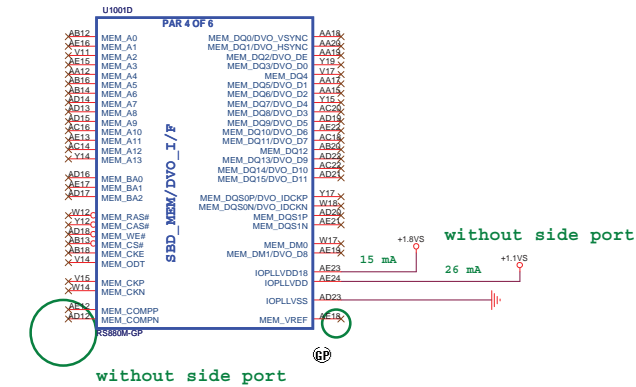 U1001D
PAR 4 OF 6
AB12 MEM_A0 MEM_DQ0/DVO_VSYNC AA18
AE16 MEM_A1 MEM_DQ1/DVO_HSYNC AA20
V11 MEM_A2 MEM_DQ2/DVO_DE AA19
AE15 MEM_A3 MEM_DQ3/DVO_D0 Y19
AA12 MEM_A4 MEM_DQ4 V17
AB16 MEM_A5 MEM_DQ5/DVO_D1 AA17
AB14 MEM_A6 MEM_DQ6/DVO_D2 AA15
AD14 MEM_A7 MEM_DQ7/DVO_D4 Y15
AD13 MEM_A8 MEM_DQ8/DVO_D3 AC20
AD15 MEM_A9 MEM_DQ9/DVO_D5 AD19
AC16 MEM_A10 MEM_DQ10/DVO_D6 AE22
AE13 MEM_A11 MEM_DQ11/DVO_D7 AC18
AC14 MEM_A12 MEM_DQ12 AB20
Y14 MEM_A13 MEM_DQ13/DVO_D9 AD22
MEM_DQ14/DVO_D10 AC22
AD16 MEM_BA0 MEM_DQ15/DVO_D11 AD21
AE17 MEM_BA1
AD17 MEM_BA2 MEM_DQS0P/DVO_IDCKP Y17
MEM_DQS0N/DVO_IDCKN W18
W12 MEM_RAS# MEM_DQS1P AD20
Y12 MEM_CAS# MEM_DQS1N AE21
AD18 MEM_WE#
AB13 MEM_CS# MEM_DM0 W17
AB18 MEM_CKE MEM_DM1/DVO_D8 AE19
V14 MEM_ODT
SBD_MEM/DVO_I/F
IOPLLVDD18 AE23 15 mA +1.8VS
V15 MEM_CKP IOPLLVDD AE24 26 mA +1.1VS
W14 MEM_CKN
without side port
IOPLLVSS AD23
AE12 MEM_COMPP
AD12 MEM_COMPN MEM_VREF AE18
RS880M-GP
GP
without side port